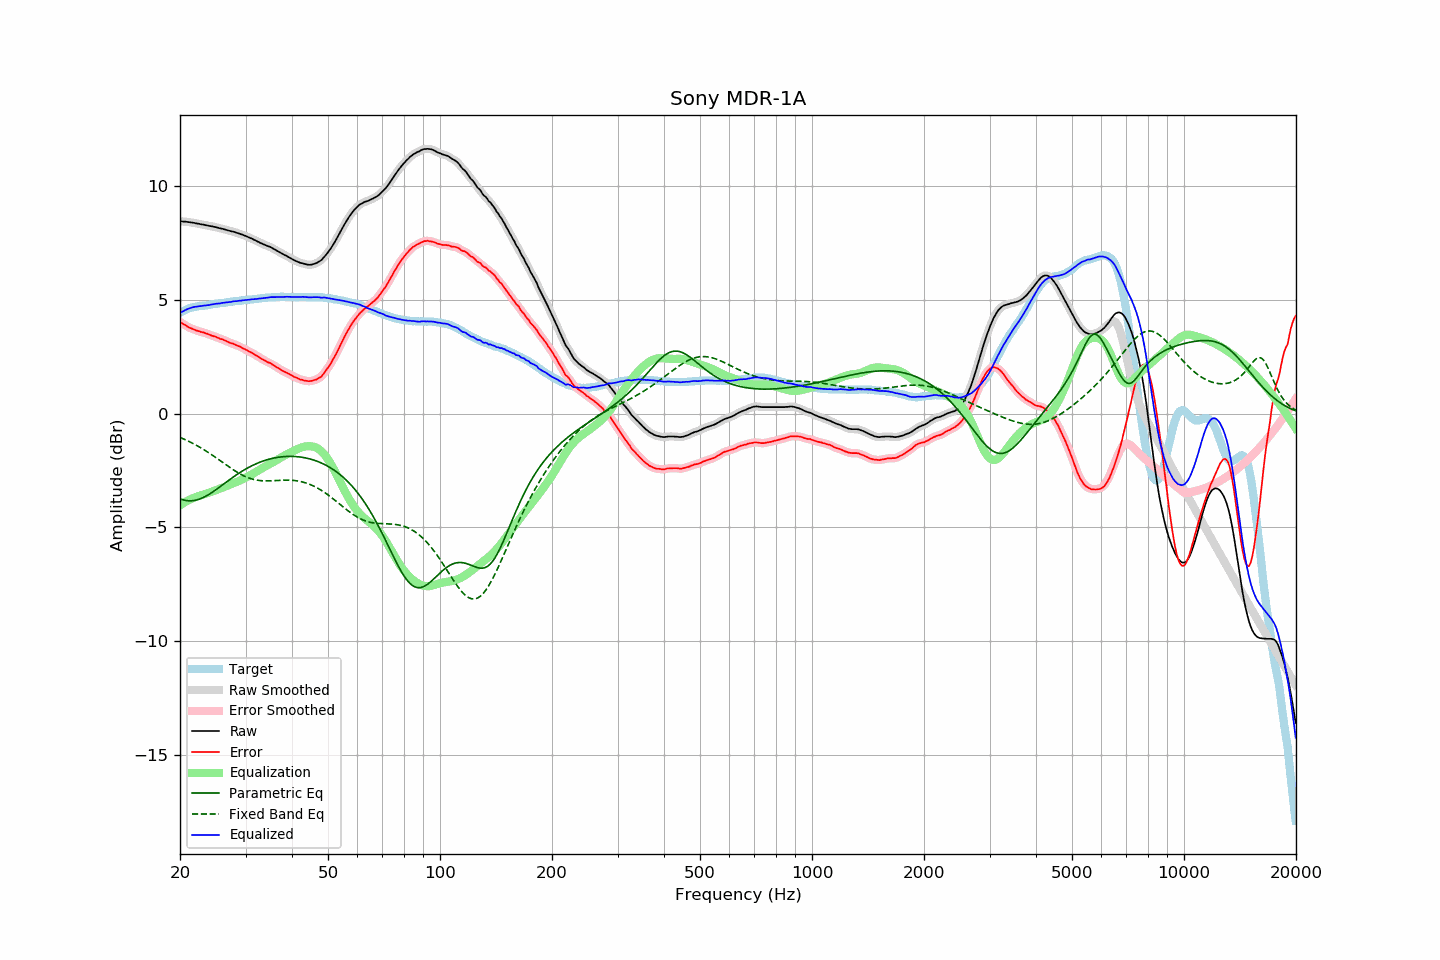 Sony MDR-1A
Amplitude (dBr)
10
5
0
−5
−10
−15
Target
Raw Smoothed
Error Smoothed
Raw
Error
Equalization
Parametric Eq
Fixed Band Eq
Equalized
20 50 100 200 500 1000 2000 5000 10000 20000
Frequency (Hz)